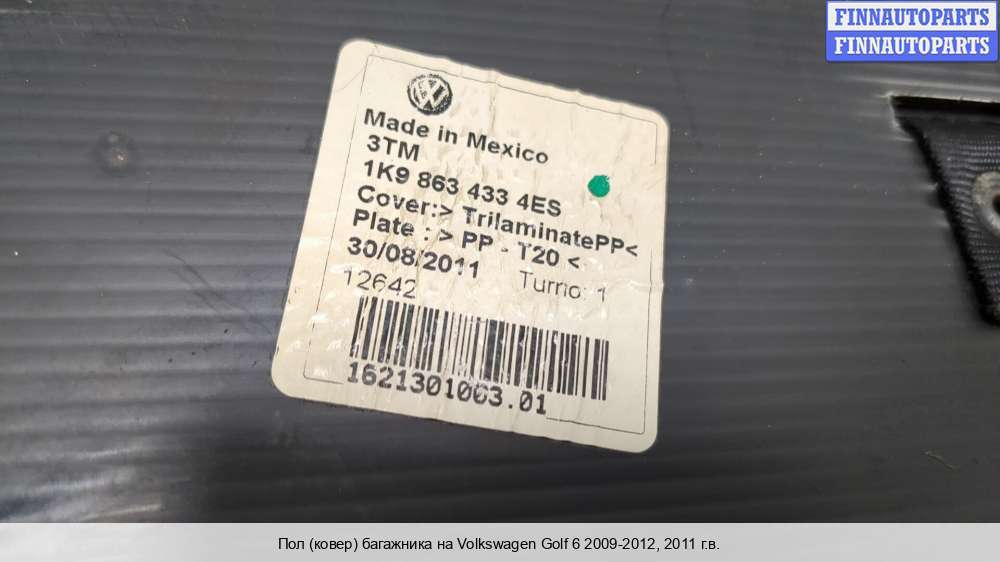 FINNAUTOPARTS
FINNAUTOPARTS
Made in Mexico
3TM
1K9 863 433 4ES
Cover:> TrilaminatePP<
Plate : > PP - T20 <
30/08/2011
12642 Turno: 1
1621301003.01
Пол (ковер) багажника на Volkswagen Golf 6 2009-2012, 2011 г.в.